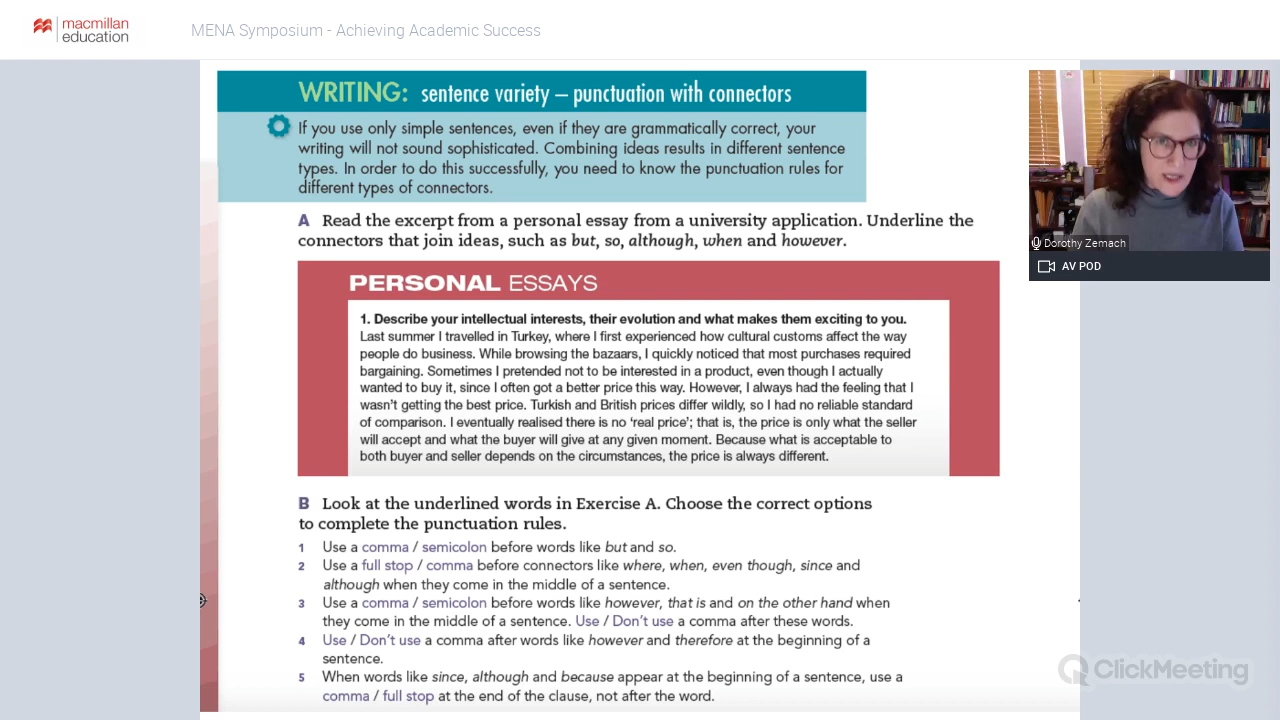 macmillan
education
MENA Symposium - Achieving Academic Success
WRITING: sentence variety – punctuation with connectors
If you use only simple sentences, even if they are grammatically correct, your
writing will not sound sophisticated. Combining ideas results in different sentence
types. In order to do this successfully, you need to know the punctuation rules for
different types of connectors.
A Read the excerpt from a personal essay from a university application. Underline the
connectors that join ideas, such as but, so, although, when and however.
PERSONAL ESSAYS
1. Describe your intellectual interests, their evolution and what makes them exciting to you.
Last summer I travelled in Turkey, where I first experienced how cultural customs affect the way
people do business. While browsing the bazaars, I quickly noticed that most purchases required
bargaining. Sometimes I pretended not to be interested in a product, even though I actually
wanted to buy it, since I often got a better price this way. However, I always had the feeling that I
wasn't getting the best price. Turkish and British prices differ wildly, so I had no reliable standard
of comparison. I eventually realised there is no 'real price'; that is, the price is only what the seller
will accept and what the buyer will give at any given moment. Because what is acceptable to
both buyer and seller depends on the circumstances, the price is always different.
B Look at the underlined words in Exercise A. Choose the correct options
to complete the punctuation rules.
1 Use a comma / semicolon before words like but and so.
2 Use a full stop / comma before connectors like where, when, even though, since and
although when they come in the middle of a sentence.
3 Use a comma / semicolon before words like however, that is and on the other hand when
they come in the middle of a sentence. Use / Don't use a comma after these words.
4 Use / Don't use a comma after words like however and therefore at the beginning of a
sentence.
5 When words like since, although and because appear at the beginning of a sentence, use a
comma / full stop at the end of the clause, not after the word.
Dorothy Zemach
AV POD
ClickMeeting